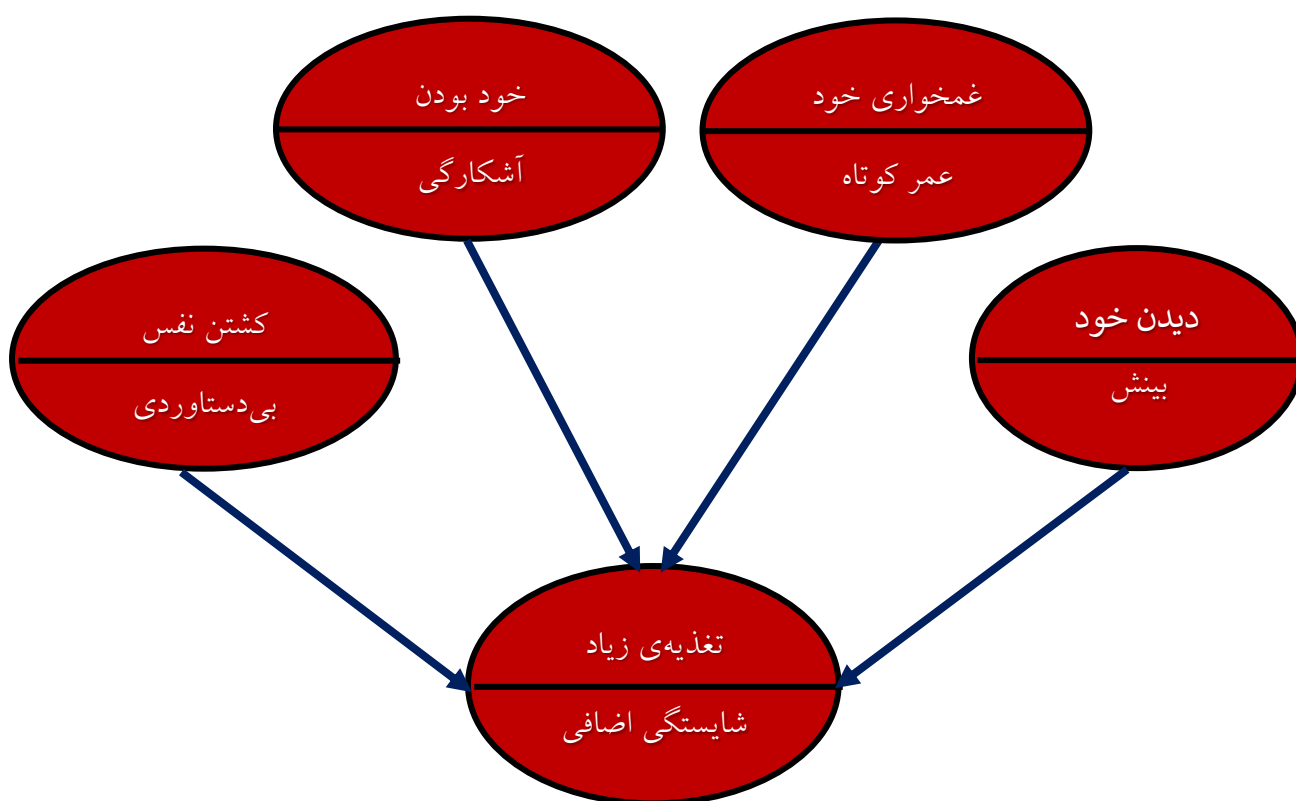 غمخواری خود
عمر کوتاه
خود بودن
آشکارگی
دیدن خود
بینش
کشتن نفس
بی‌دستاوردی
تغذیه‌ی زیاد
شایستگی اضافی